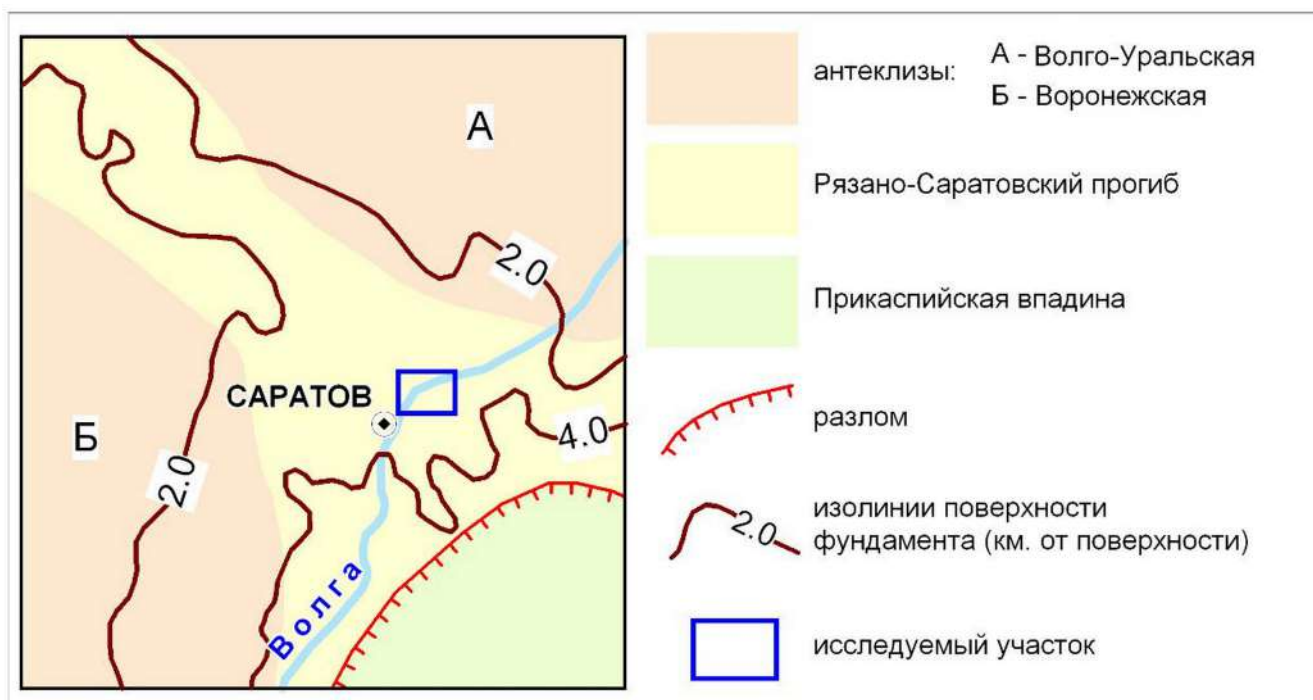 А
2.0
САРАТОВ
Б
4.0
2.0
Волга
антеклизы:
А - Волго-Уральская
Б - Воронежская
Рязано-Саратовский прогиб
Прикаспийская впадина
разлом
2.0
изолинии поверхности
фундамента (км. от поверхности)
исследуемый участок